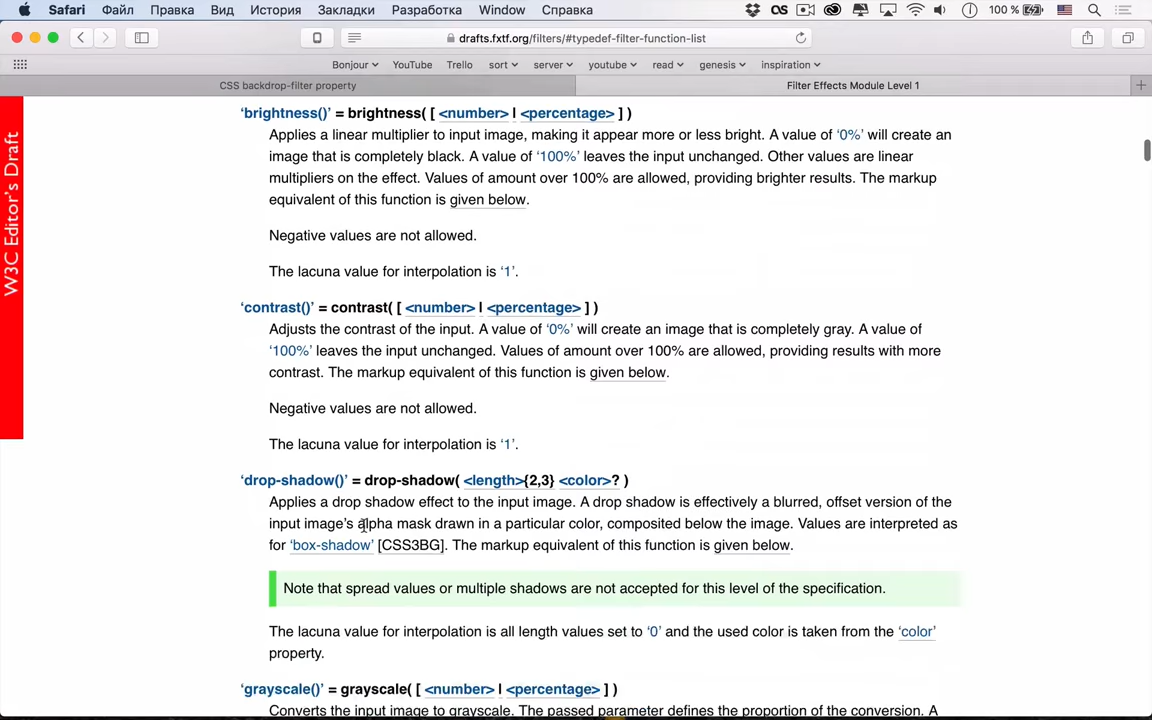 Safari Файл Правка Вид История Закладки Разработка Window Справка 100 %
drafts.fxtf.org/filters/#typedef-filter-function-list
Bonjour YouTube Trello sort server youtube read genesis inspiration
CSS backdrop-filter property Filter Effects Module Level 1
W3C Editor's Draft
‘brightness()’ = brightness( [ <number> | <percentage> ] )
Applies a linear multiplier to input image, making it appear more or less bright. A value of ‘0%’ will create an
image that is completely black. A value of ‘100%’ leaves the input unchanged. Other values are linear
multipliers on the effect. Values of amount over 100% are allowed, providing brighter results. The markup
equivalent of this function is given below.
Negative values are not allowed.
The lacuna value for interpolation is ‘1’.
‘contrast()’ = contrast( [ <number> | <percentage> ] )
Adjusts the contrast of the input. A value of ‘0%’ will create an image that is completely gray. A value of
‘100%’ leaves the input unchanged. Values of amount over 100% are allowed, providing results with more
contrast. The markup equivalent of this function is given below.
Negative values are not allowed.
The lacuna value for interpolation is ‘1’.
‘drop-shadow()’ = drop-shadow( <length>{2,3} <color>? )
Applies a drop shadow effect to the input image. A drop shadow is effectively a blurred, offset version of the
input image’s alpha mask drawn in a particular color, composited below the image. Values are interpreted as
for ‘box-shadow’ [CSS3BG]. The markup equivalent of this function is given below.
Note that spread values or multiple shadows are not accepted for this level of the specification.
The lacuna value for interpolation is all length values set to ‘0’ and the used color is taken from the ‘color’
property.
‘grayscale()’ = grayscale( [ <number> | <percentage> ] )
Converts the input image to grayscale. The passed parameter defines the proportion of the conversion. A